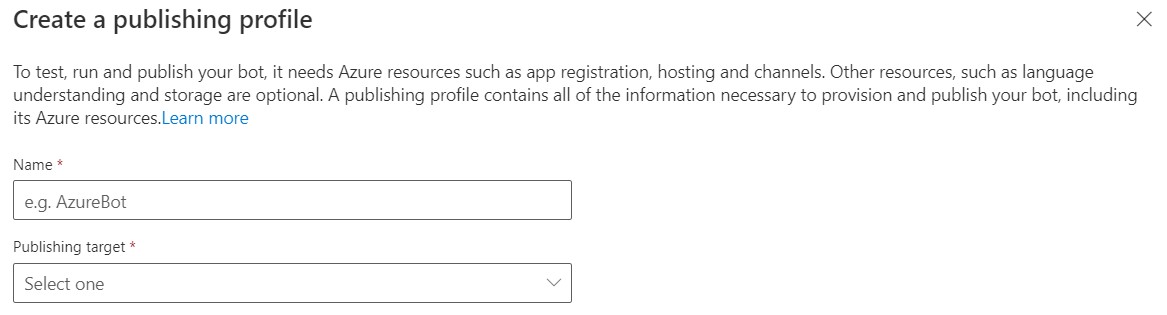 Create a publishing profile
To test, run and publish your bot, it needs Azure resources such as app registration, hosting and channels. Other resources, such as language
understanding and storage are optional. A publishing profile contains all of the information necessary to provision and publish your bot, including
its Azure resources.Learn more
Name *
e.g. AzureBot
Publishing target *
Select one